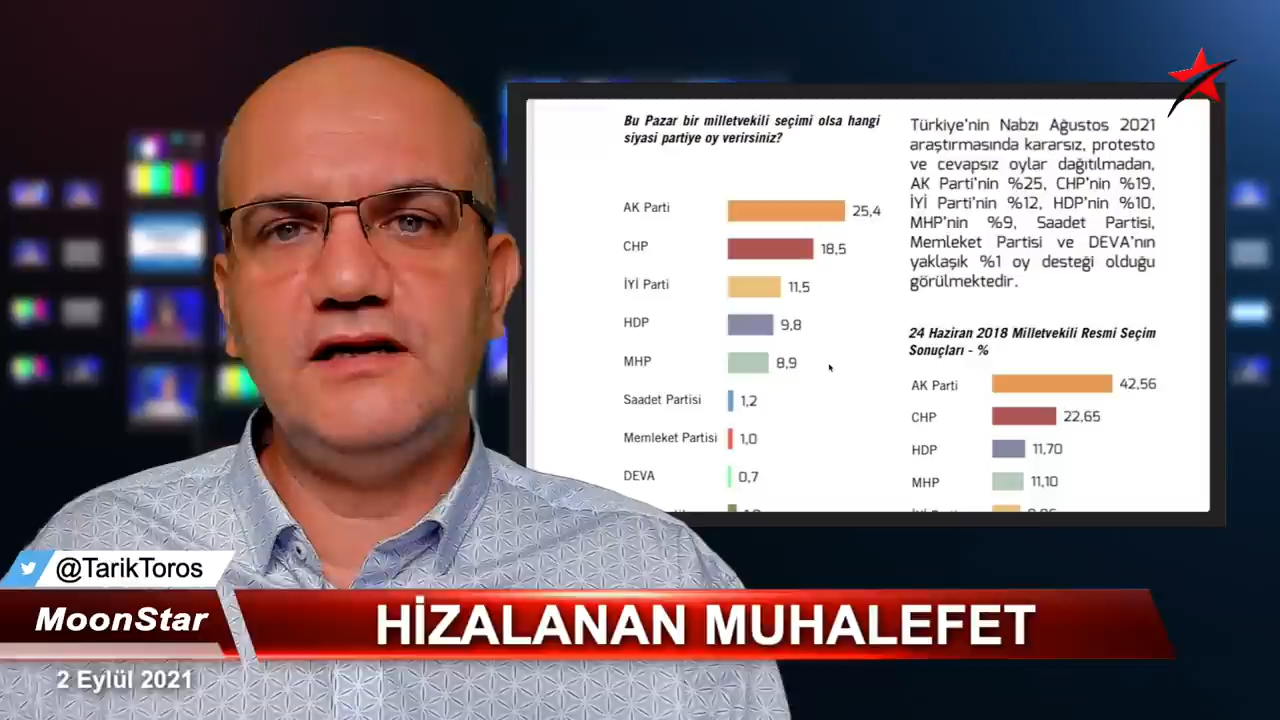 Bu Pazar bir milletvekili seçimi olsa hangi
siyasi partiye oy verirsiniz?
AK Parti 25,4
CHP 18,5
İYİ Parti 11,5
HDP 9,8
MHP 8,9
Saadet Partisi 1,2
Memleket Partisi 1,0
DEVA 0,7
Türkiye'nin Nabzı Ağustos 2021
araştırmasında kararsız, protesto
ve cevapsız oylar dağıtılmadan,
AK Parti'nin %25, CHP'nin %19,
İYİ Parti'nin %12, HDP'nin %10,
MHP'nin %9, Saadet Partisi,
Memleket Partisi ve DEVA'nın
yaklaşık %1 oy desteği olduğu
görülmektedir.
24 Haziran 2018 Milletvekili Resmi Seçim
Sonuçları - %
AK Parti 42,56
CHP 22,65
HDP 11,70
MHP 11,10
@TarikToros
MoonStar
HİZALANAN MUHALEFET
2 Eylül 2021